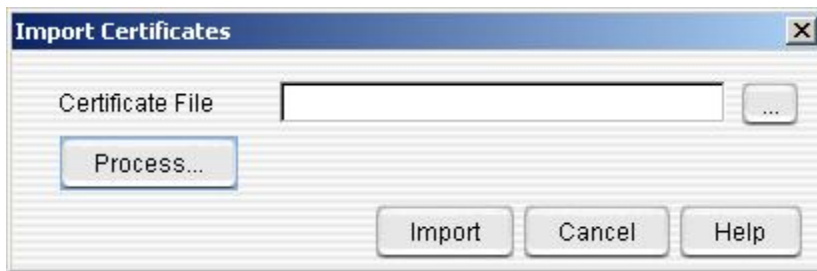 Import Certificates
Certificate File
...
Process...
Import Cancel Help